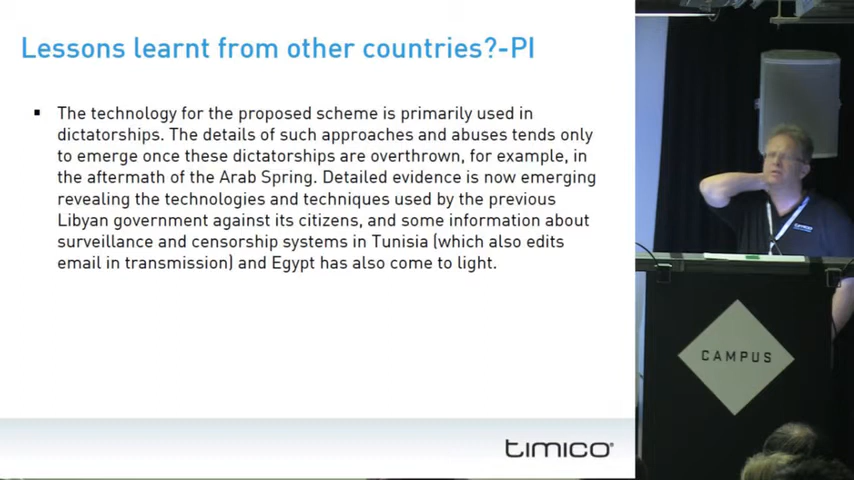 Lessons learnt from other countries?-PI
▪ The technology for the proposed scheme is primarily used in
dictatorships. The details of such approaches and abuses tends only
to emerge once these dictatorships are overthrown, for example, in
the aftermath of the Arab Spring. Detailed evidence is now emerging
revealing the technologies and techniques used by the previous
Libyan government against its citizens, and some information about
surveillance and censorship systems in Tunisia (which also edits
email in transmission) and Egypt has also come to light.
timico
timico
CAMPUS